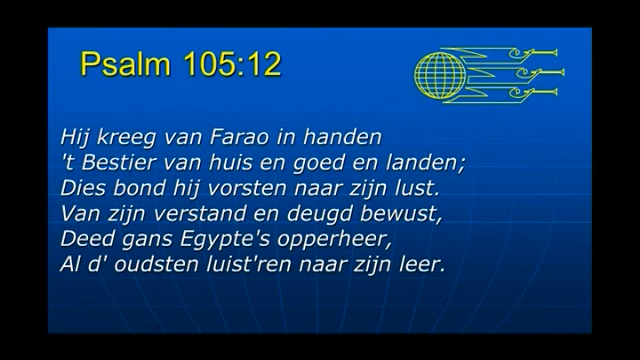 Psalm 105:12
Hij kreeg van Farao in handen
't Bestier van huis en goed en landen;
Dies bond hij vorsten naar zijn lust.
Van zijn verstand en deugd bewust,
Deed gans Egypte's opperheer,
Al d' oudsten luist'ren naar zijn leer.